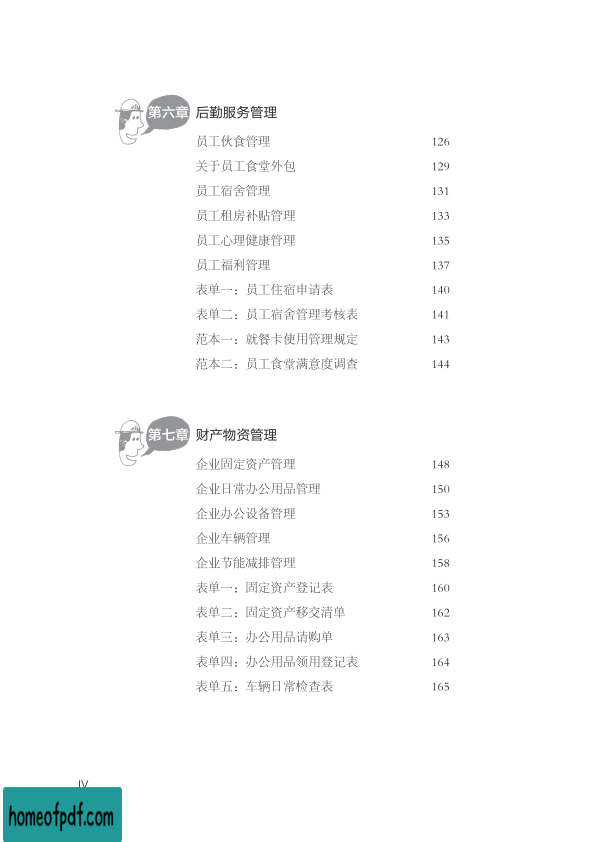 第六章 后勤服务管理
员工伙食管理 126
关于员工食堂外包 129
员工宿舍管理 131
员工租房补贴管理 133
员工心理健康管理 135
员工福利管理 137
表单一：员工住宿申请表 140
表单二：员工宿舍管理考核表 141
范本一：就餐卡使用管理规定 143
范本二：员工食堂满意度调查 144
第七章 财产物资管理
企业固定资产管理 148
企业日常办公用品管理 150
企业办公设备管理 153
企业车辆管理 156
企业节能减排管理 158
表单一：固定资产登记表 160
表单二：固定资产移交清单 162
表单三：办公用品请购单 163
表单四：办公用品领用登记表 164
表单五：车辆日常检查表 165
IV
homeofpdf.com